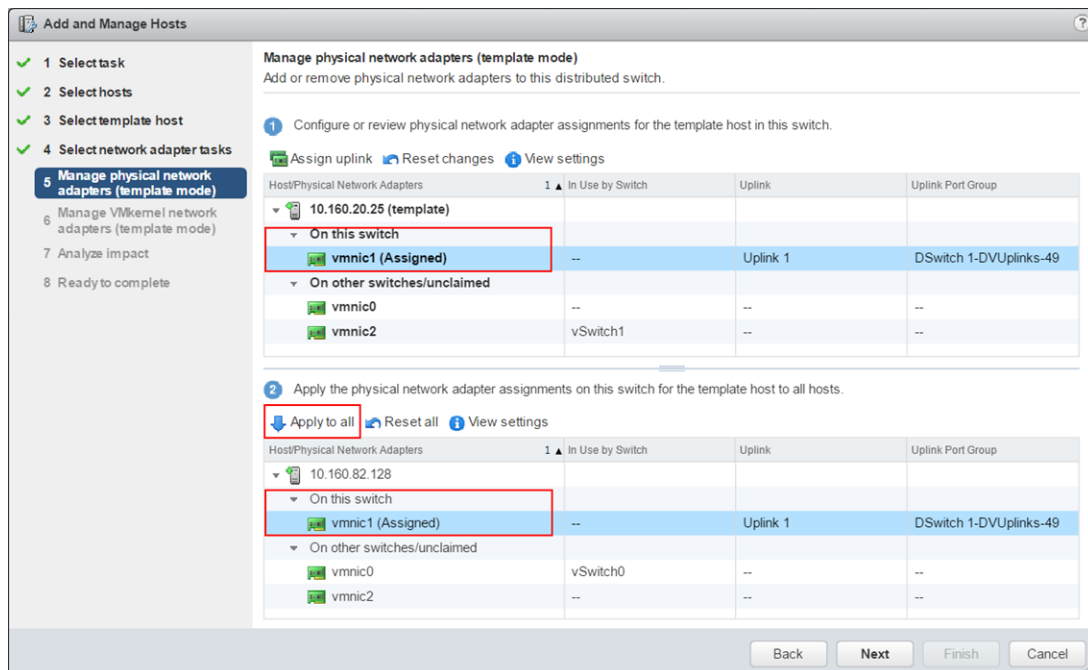 Add and Manage Hosts
?
1 Select task
2 Select hosts
3 Select template host
4 Select network adapter tasks
5 Manage physical network
adapters (template mode)
6 Manage VMkernel network
adapters (template mode)
7 Analyze impact
8 Ready to complete
Manage physical network adapters (template mode)
Add or remove physical network adapters to this distributed switch.
1 Configure or review physical network adapter assignments for the template host in this switch.
Assign uplink Reset changes View settings
Host/Physical Network Adapters 1 ▲ In Use by Switch Uplink Uplink Port Group
10.160.20.25 (template)
On this switch
vmnic1 (Assigned) -- Uplink 1 DSwitch 1-DVUplinks-49
On other switches/unclaimed
vmnic0 -- -- --
vmnic2 vSwitch1 -- --
2 Apply the physical network adapter assignments on this switch for the template host to all hosts.
Apply to all Reset all View settings
Host/Physical Network Adapters 1 ▲ In Use by Switch Uplink Uplink Port Group
10.160.82.128
On this switch
vmnic1 (Assigned) -- Uplink 1 DSwitch 1-DVUplinks-49
On other switches/unclaimed
vmnic0 vSwitch0 -- --
vmnic2 -- -- --
Back Next Finish Cancel